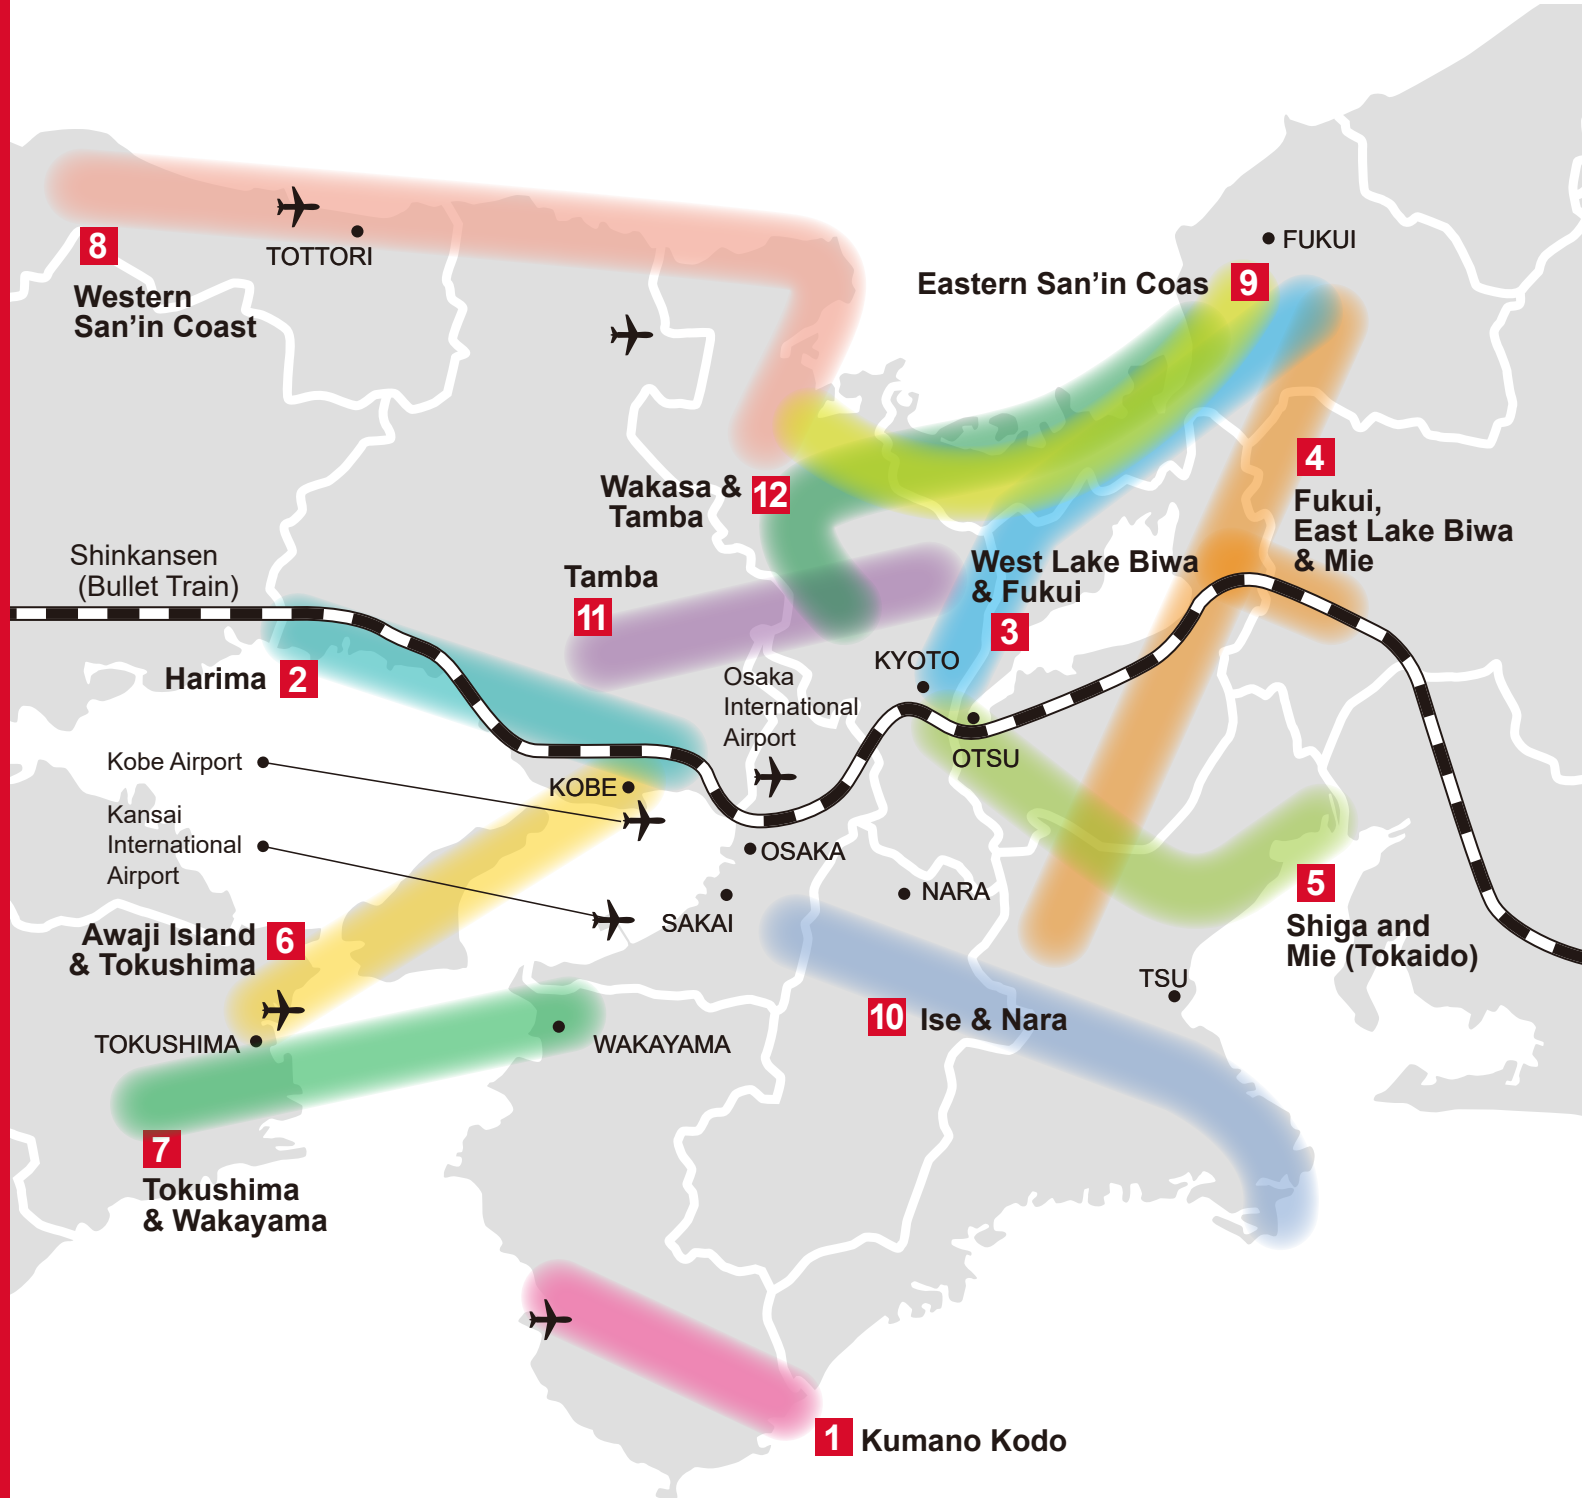 8
Western
San’in Coast
TOTTORI
FUKUI
Eastern San’in Coas
9
4
Fukui,
East Lake Biwa
& Mie
Wakasa &
Tamba
12
Shinkansen
(Bullet Train)
Tamba
11
West Lake Biwa
& Fukui
3
Harima
2
KYOTO
Osaka
International
Airport
OTSU
Kobe Airport
KOBE
Kansai
International
Airport
OSAKA
NARA
SAKAI
5
Shiga and
Mie (Tokaido)
Awaji Island
& Tokushima
6
TSU
10
Ise & Nara
TOKUSHIMA
WAKAYAMA
7
Tokushima
& Wakayama
1
Kumano Kodo